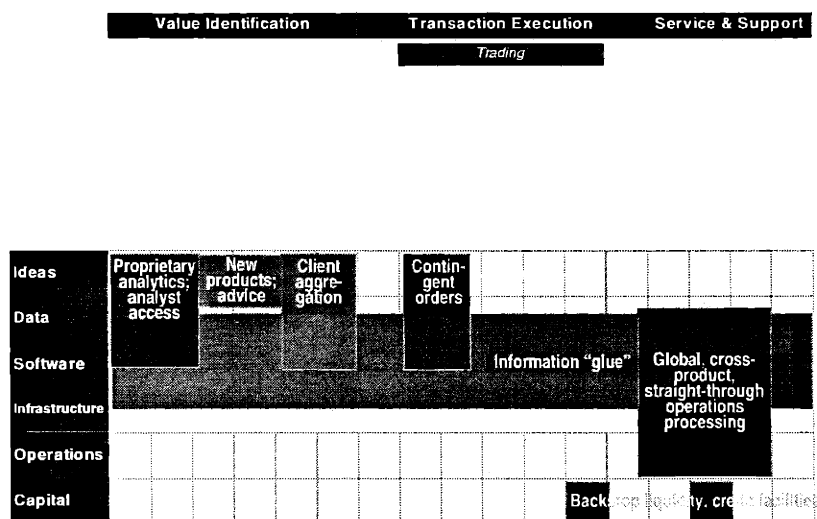 Value Identification Transaction Execution Service & Support
Trading
Ideas
Proprietary
analytics;
analyst
access
New
products;
advice
Client
aggre-
gation
Contin-
gent
orders
Data
Software
Information "glue"
Global, cross-
product,
straight-through
operations
processing
Infrastructure
Operations
Capital
Backstop liquidity, credit facilities